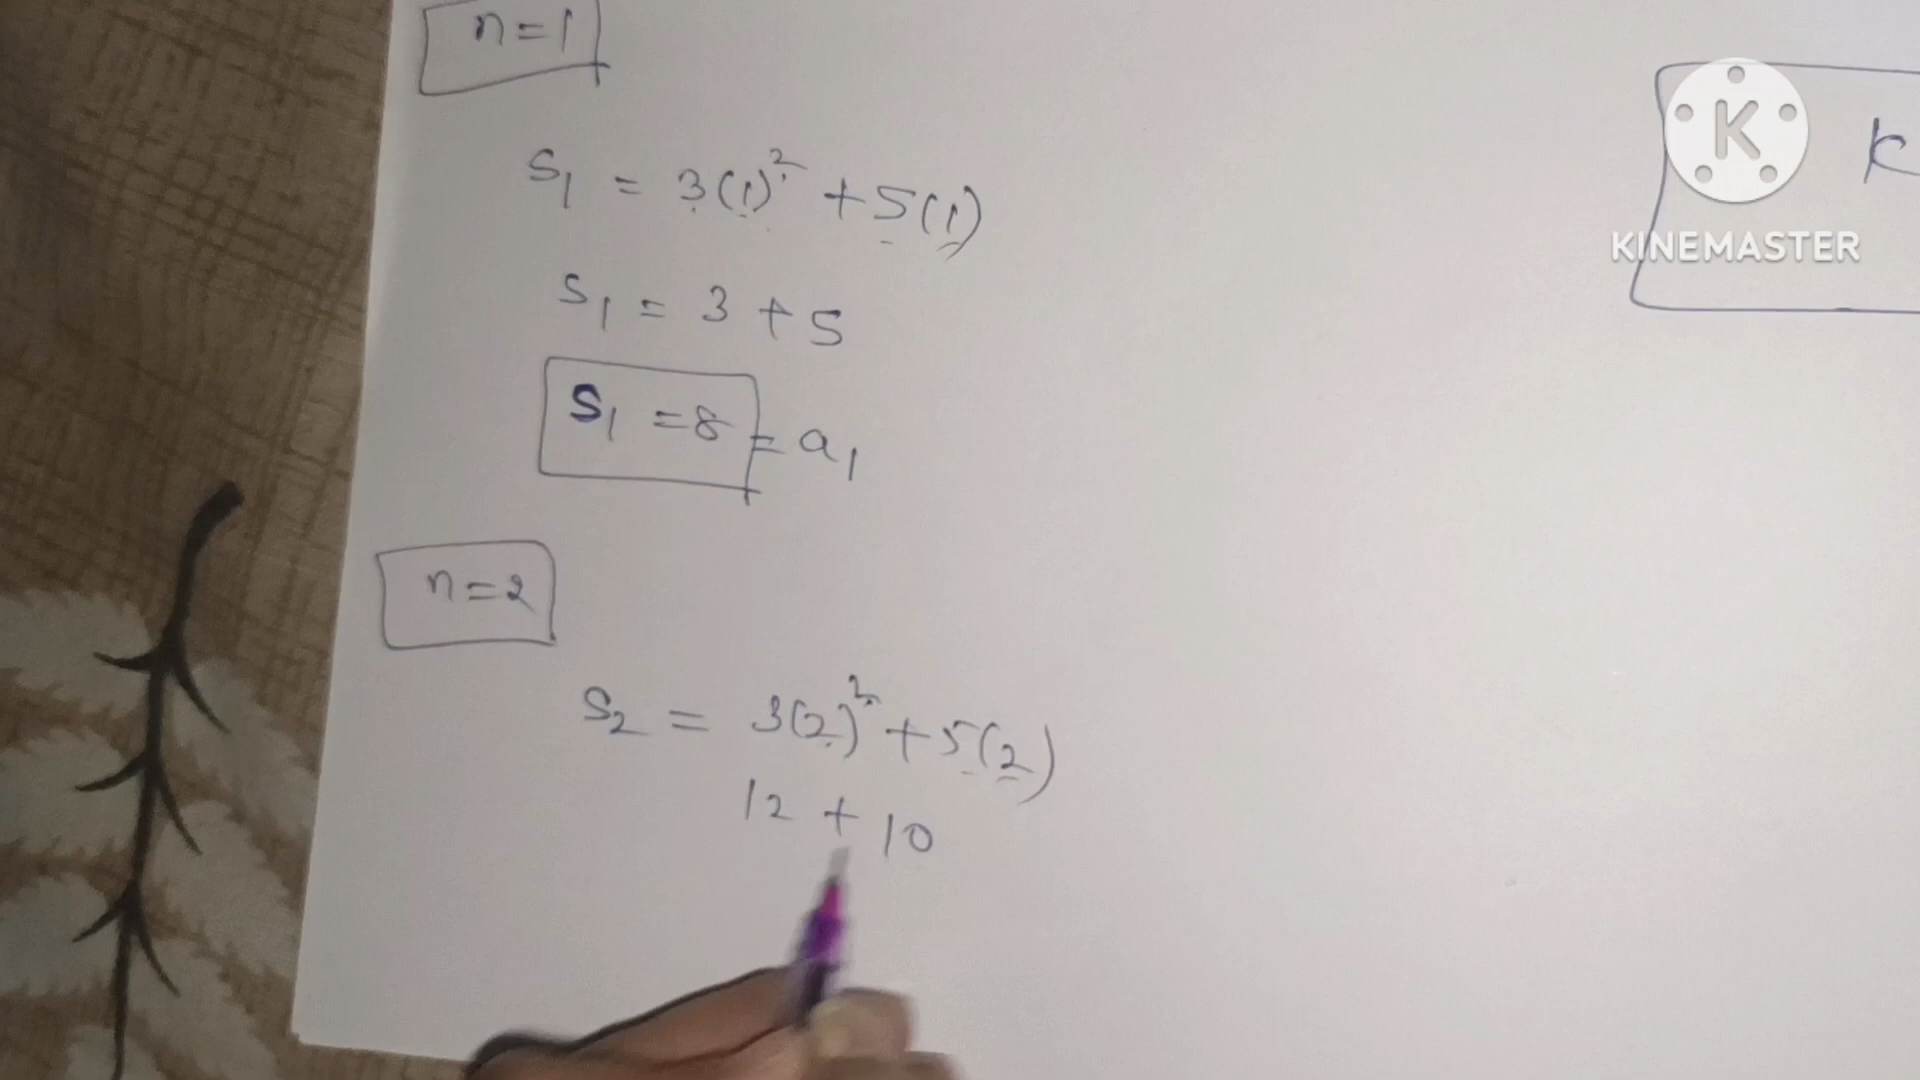 n=1
K
KINEMASTER
K
S₁ = 3(1)² + 5(1)
S₁ = 3 + 5
S₁ = 8 = a₁
n=2
S₂ = 3(2)² + 5(2)
12 + 10